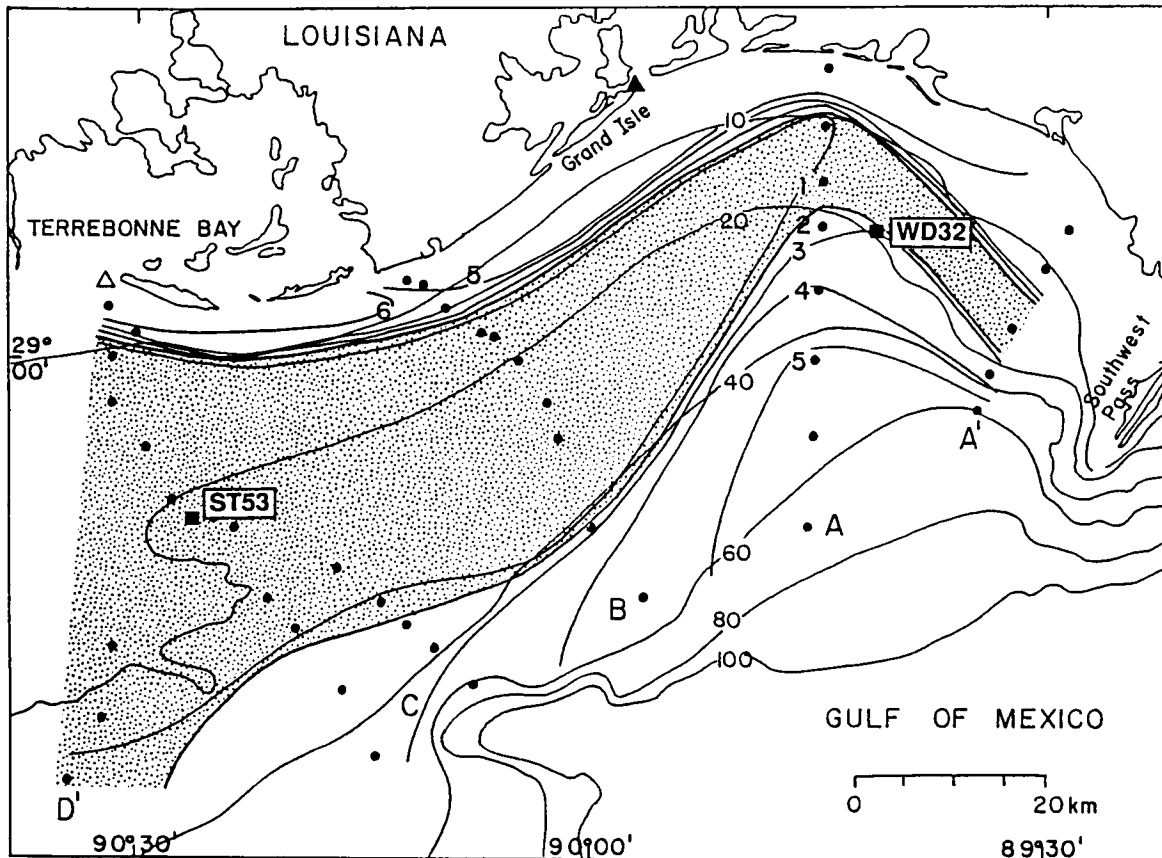 LOUISIANA
Grand Isle
10
TERREBONNE BAY
1
20
2
WD32
3
5
6
4
29°
00'
40
5
Southwest
Pass
A'
ST53
A
60
B
80
100
C
GULF OF MEXICO
D'
0 20 km
90°30' 90°00' 89°30'